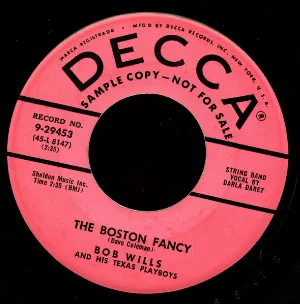 MARCA REGISTRADA • MF'D BY DECCA RECORDS, INC., NEW YORK, U.S.A.
DECCA®
SAMPLE COPY—NOT FOR SALE
RECORD NO.
9-29453
(45-L 8147)
(2:35)
Sheldon Music Inc.
Time 2:35 (BMI)
STRING BAND
VOCAL BY
DARLA DARET
THE BOSTON FANCY
(Dave Coleman)
BOB WILLS
AND HIS TEXAS PLAYBOYS